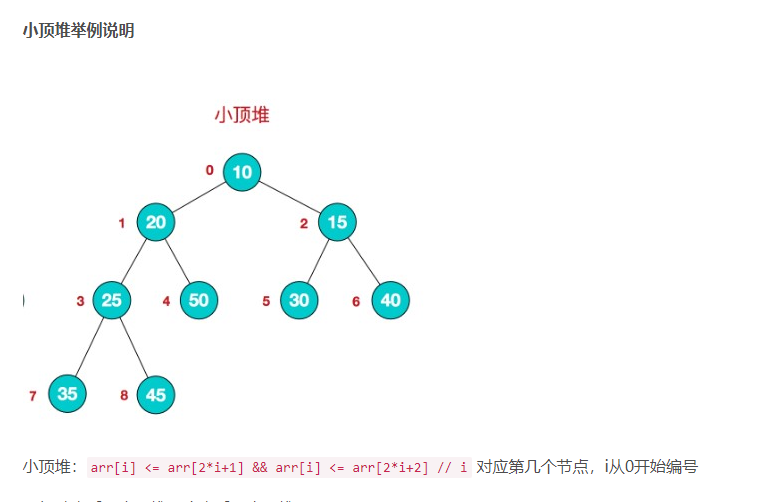 小顶堆举例说明
小顶堆
0 10
1 20 2 15
3 25 4 50 5 30 6 40
7 35 8 45
小顶堆：arr[i] <= arr[2*i+1] && arr[i] <= arr[2*i+2] // i 对应第几个节点，i从0开始编号